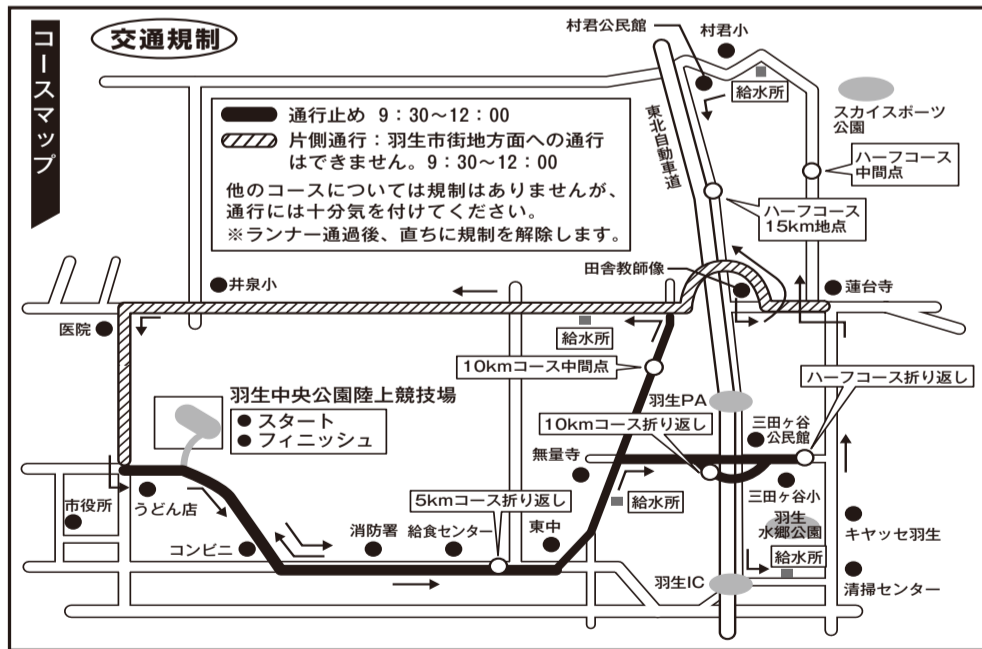 コースマップ
交通規制
通行止め 9：30〜12：00
片側通行：羽生市街地方面への通行
はできません。9：30〜12：00
他のコースについては規制はありませんが、
通行には十分気を付けてください。
※ランナー通過後、直ちに規制を解除します。
村君公民館
村君小
給水所
スカイスポーツ
公園
東北自動車道
ハーフコース
中間点
ハーフコース
15km地点
田舎教師像
井泉小
蓮台寺
医院
給水所
10kmコース中間点
ハーフコース折り返し
羽生中央公園陸上競技場
スタート
フィニッシュ
羽生PA
10kmコース折り返し
三田ヶ谷
公民館
無量寺
給水所
三田ヶ谷小
5kmコース折り返し
市役所
うどん店
コンビニ
消防署
給食センター
東中
羽生
水郷公園
キヤッセ羽生
給水所
羽生IC
清掃センター